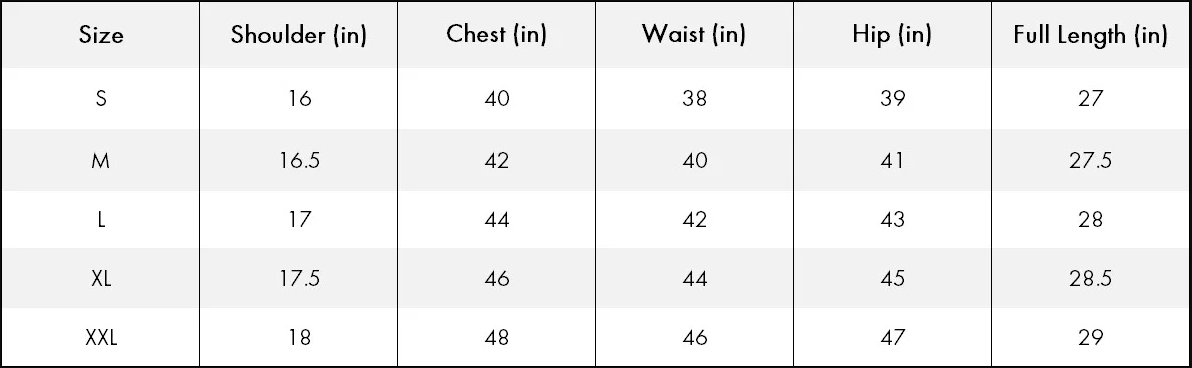 Size Shoulder (in) Chest (in) Waist (in) Hip (in) Full Length (in)
S 16 40 38 39 27
M 16.5 42 40 41 27.5
L 17 44 42 43 28
XL 17.5 46 44 45 28.5
XXL 18 48 46 47 29